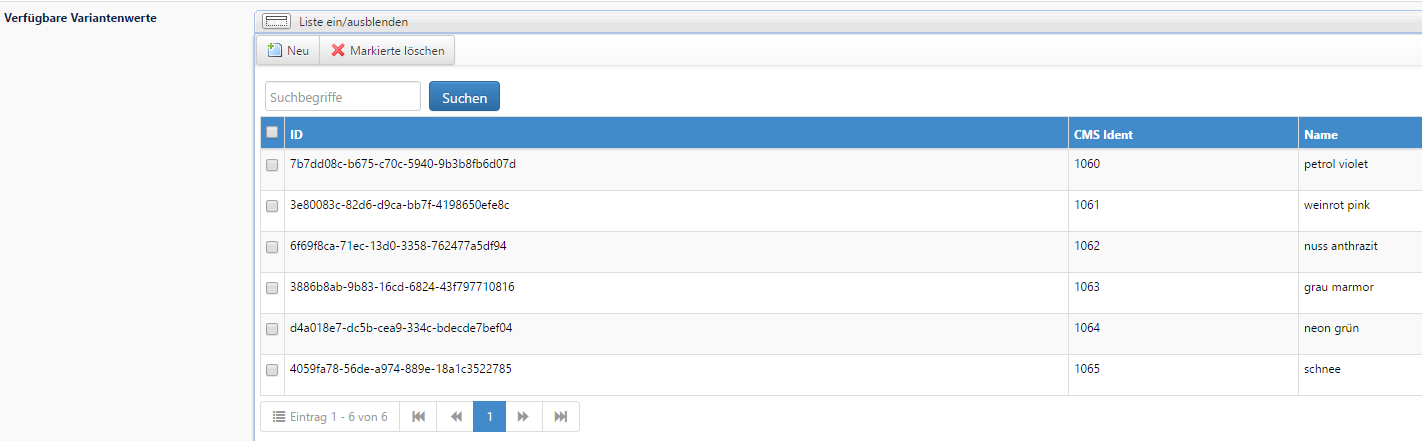 Verfügbare Variantenwerte
Liste ein/ausblenden
Neu Markierte löschen
Suchbegriffe Suchen
ID CMS Ident Name
7b7dd08c-b675-c70c-5940-9b3b8fb6d07d 1060 petrol violet
3e80083c-82d6-d9ca-bb7f-4198650efe8c 1061 weinrot pink
6f69f8ca-71ec-13d0-3358-762477a5df94 1062 nuss anthrazit
3886b8ab-9b83-16cd-6824-43f797710816 1063 grau marmor
d4a018e7-dc5b-cea9-334c-bdecde7bef04 1064 neon grün
4059fa78-56de-a974-889e-18a1c3522785 1065 schnee
Eintrag 1 - 6 von 6 1